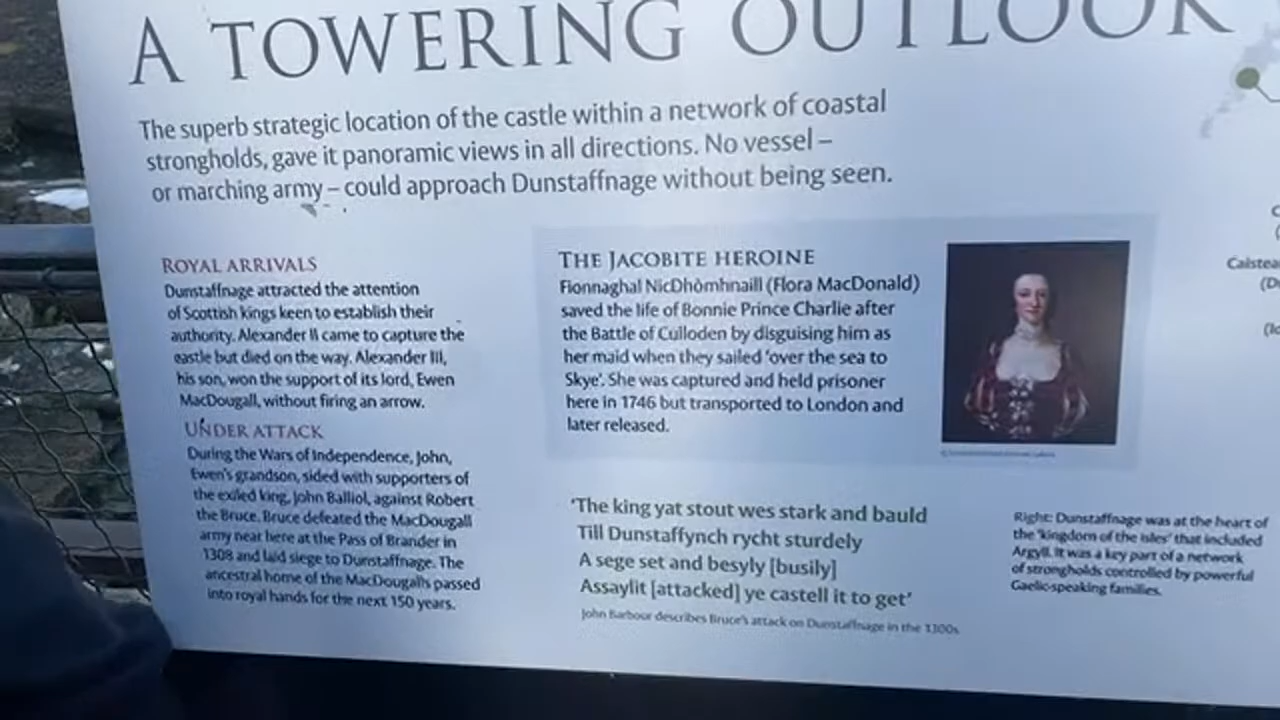 A TOWERING OUTLOOK
The superb strategic location of the castle within a network of coastal
strongholds, gave it panoramic views in all directions. No vessel –
or marching army – could approach Dunstaffnage without being seen.
ROYAL ARRIVALS
Dunstaffnage attracted the attention
of Scottish kings keen to establish their
authority. Alexander II came to capture the
castle but died on the way. Alexander III,
his son, won the support of its lord, Ewen
MacDougall, without firing an arrow.
UNDER ATTACK
During the Wars of Independence, John,
Ewen's grandson, sided with supporters of
the exiled king, John Balliol, against Robert
the Bruce. Bruce defeated the MacDougall
army near here at the Pass of Brander in
1308 and laid siege to Dunstaffnage. The
ancestral home of the MacDougalls passed
into royal hands for the next 150 years.
THE JACOBITE HEROINE
Fionnaghal NicDhòmhnaill (Flora MacDonald)
saved the life of Bonnie Prince Charlie after
the Battle of Culloden by disguising him as
her maid when they sailed 'over the sea to
Skye'. She was captured and held prisoner
here in 1746 but transported to London and
later released.
'The king yat stout wes stark and bauld
Till Dunstaffynch rycht sturdely
A sege set and besyly [busily]
Assaylit [attacked] ye castell it to get'
John Barbour describes Bruce's attack on Dunstaffnage in the 1300s
Right: Dunstaffnage was at the heart of
the 'kingdom of the Isles' that included
Argyll. It was a key part of a network
of strongholds controlled by powerful
Gaelic-speaking families.